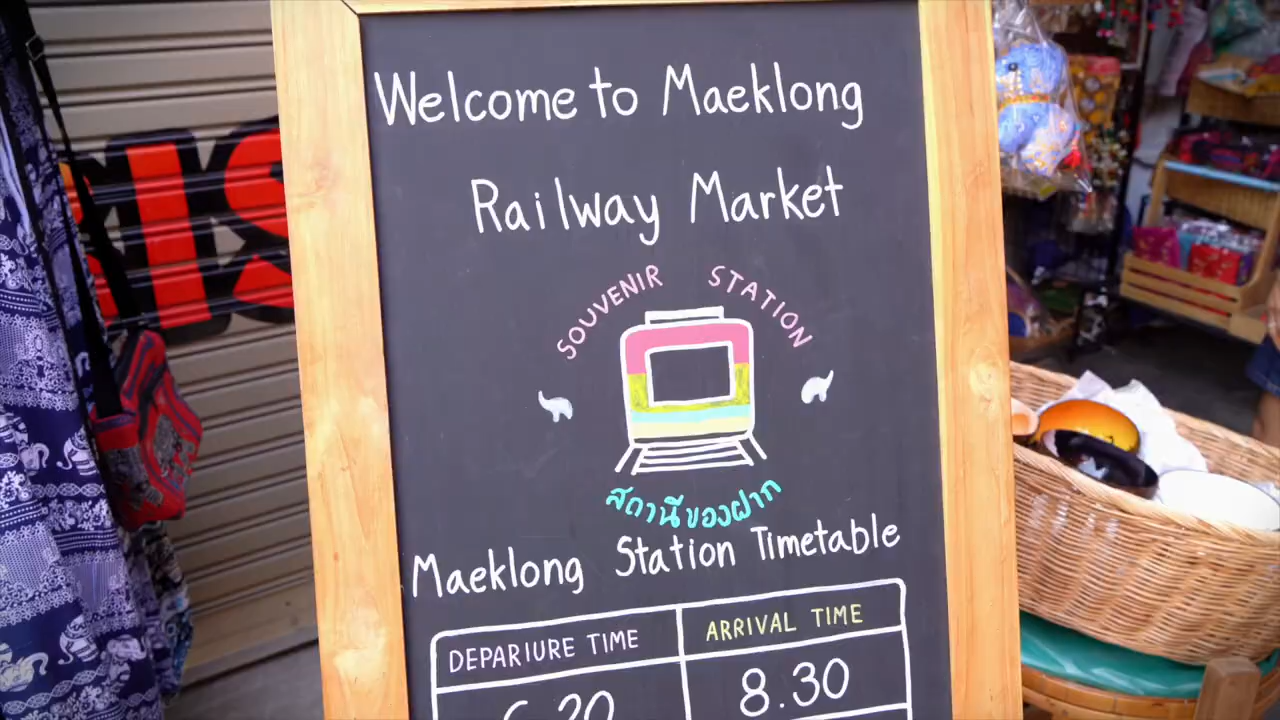 Welcome to Maeklong
Railway Market
SOUVENIR STATION
สถานีของฝาก
Maeklong Station Timetable
DEPARIURE TIME ARRIVAL TIME
8.30